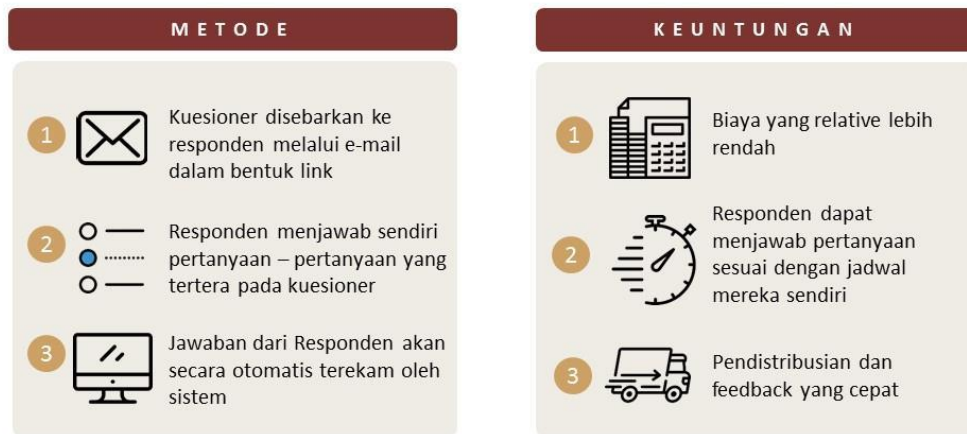 METODE
1
Kuesioner disebarkan ke
responden melalui e-mail
dalam bentuk link
2
Responden menjawab sendiri
pertanyaan – pertanyaan yang
tertera pada kuesioner
3
Jawaban dari Responden akan
secara otomatis terekam oleh
sistem
KEUNTUNGAN
1
Biaya yang relative lebih
rendah
2
Responden dapat
menjawab pertanyaan
sesuai dengan jadwal
mereka sendiri
3
Pendistribusian dan
feedback yang cepat